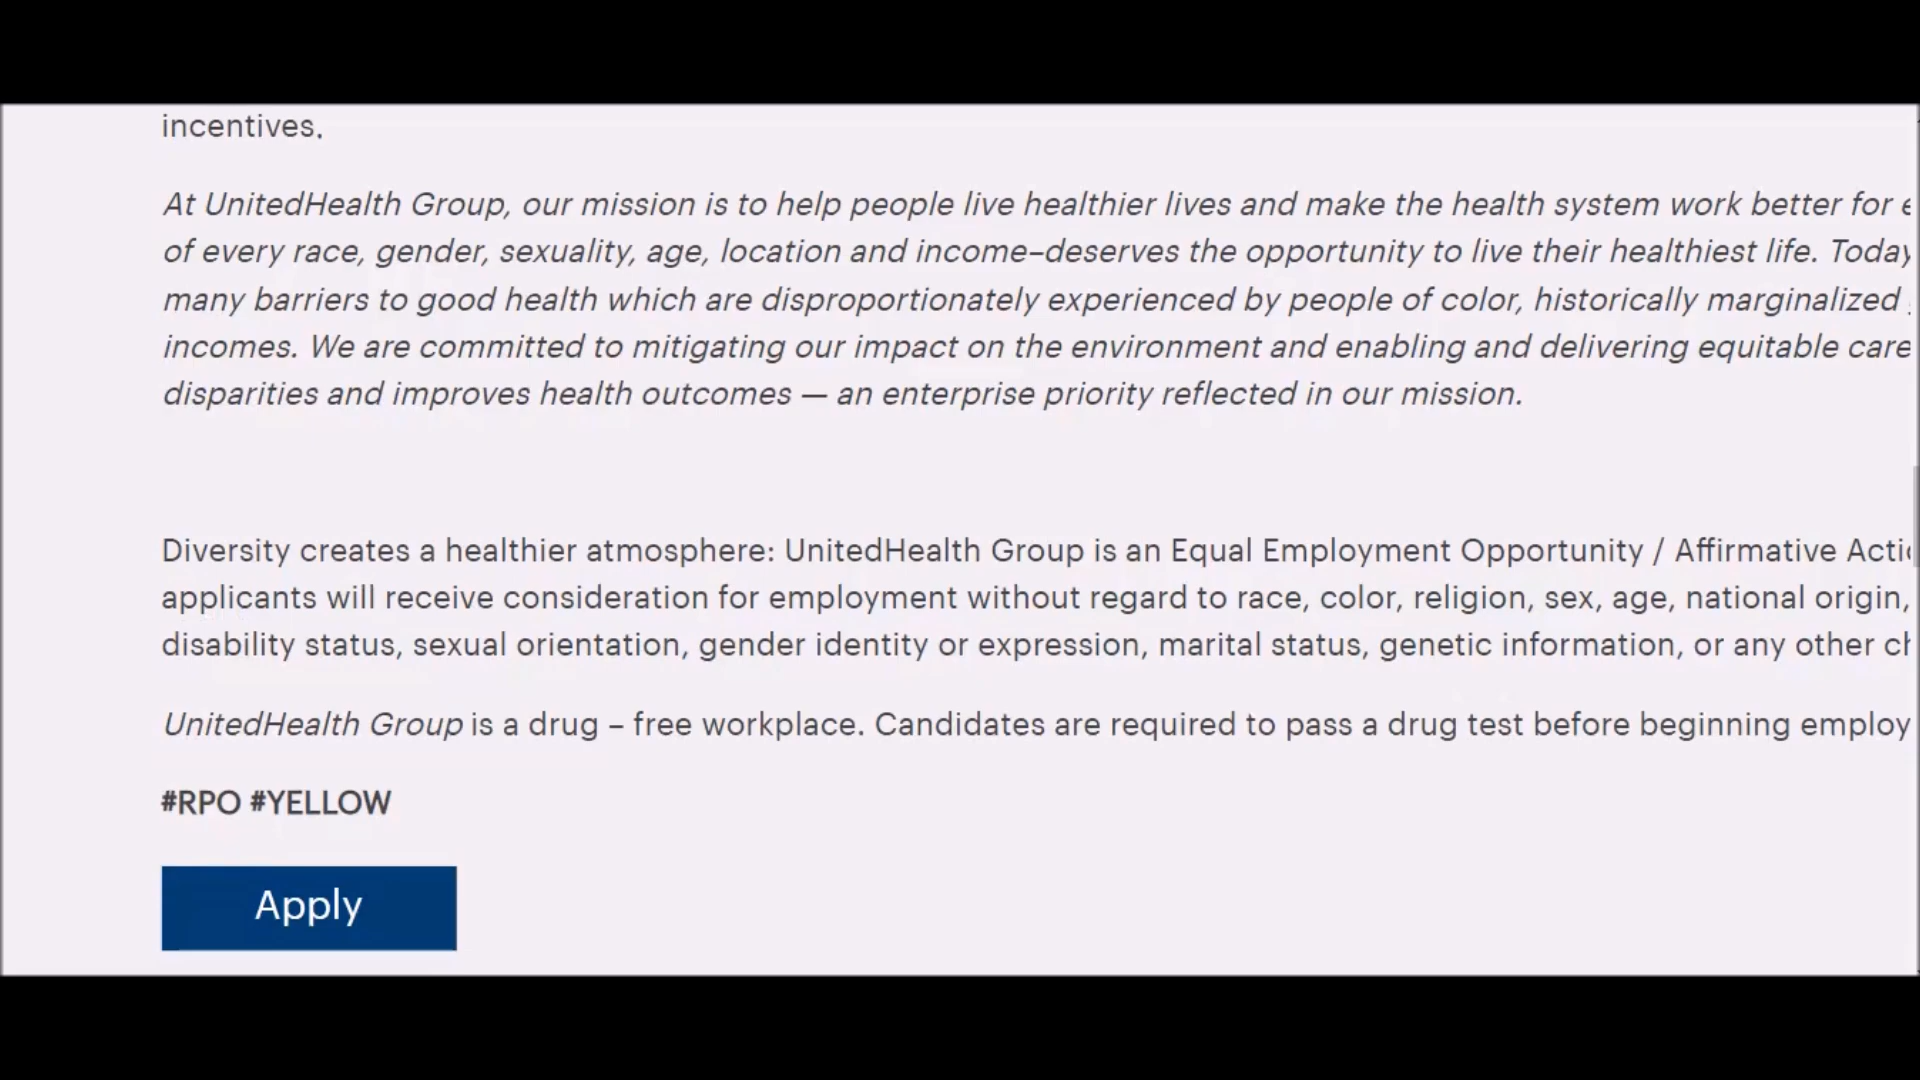 incentives.
At UnitedHealth Group, our mission is to help people live healthier lives and make the health system work better for
of every race, gender, sexuality, age, location and income–deserves the opportunity to live their healthiest life. Today
many barriers to good health which are disproportionately experienced by people of color, historically marginalized
incomes. We are committed to mitigating our impact on the environment and enabling and delivering equitable care
disparities and improves health outcomes — an enterprise priority reflected in our mission.
Diversity creates a healthier atmosphere: UnitedHealth Group is an Equal Employment Opportunity / Affirmative
applicants will receive consideration for employment without regard to race, color, religion, sex, age, national origin,
disability status, sexual orientation, gender identity or expression, marital status, genetic information, or any other
UnitedHealth Group is a drug – free workplace. Candidates are required to pass a drug test before beginning
#RPO #YELLOW
Apply